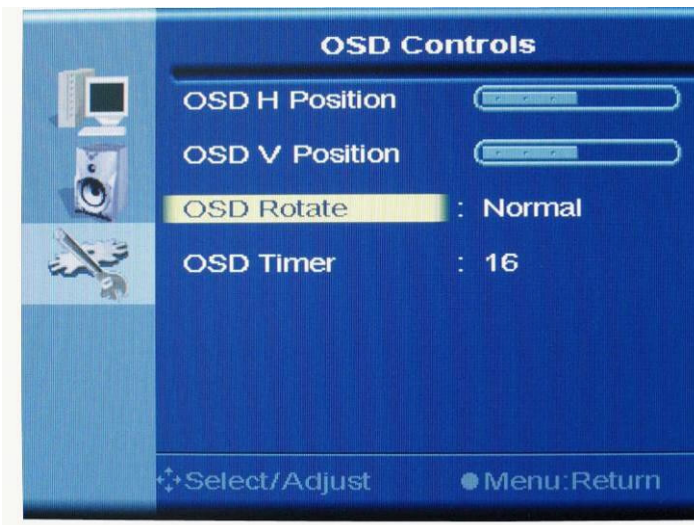 OSD Controls
OSD H Position
OSD V Position
OSD Rotate : Normal
OSD Timer : 16
Select/Adjust Menu:Return